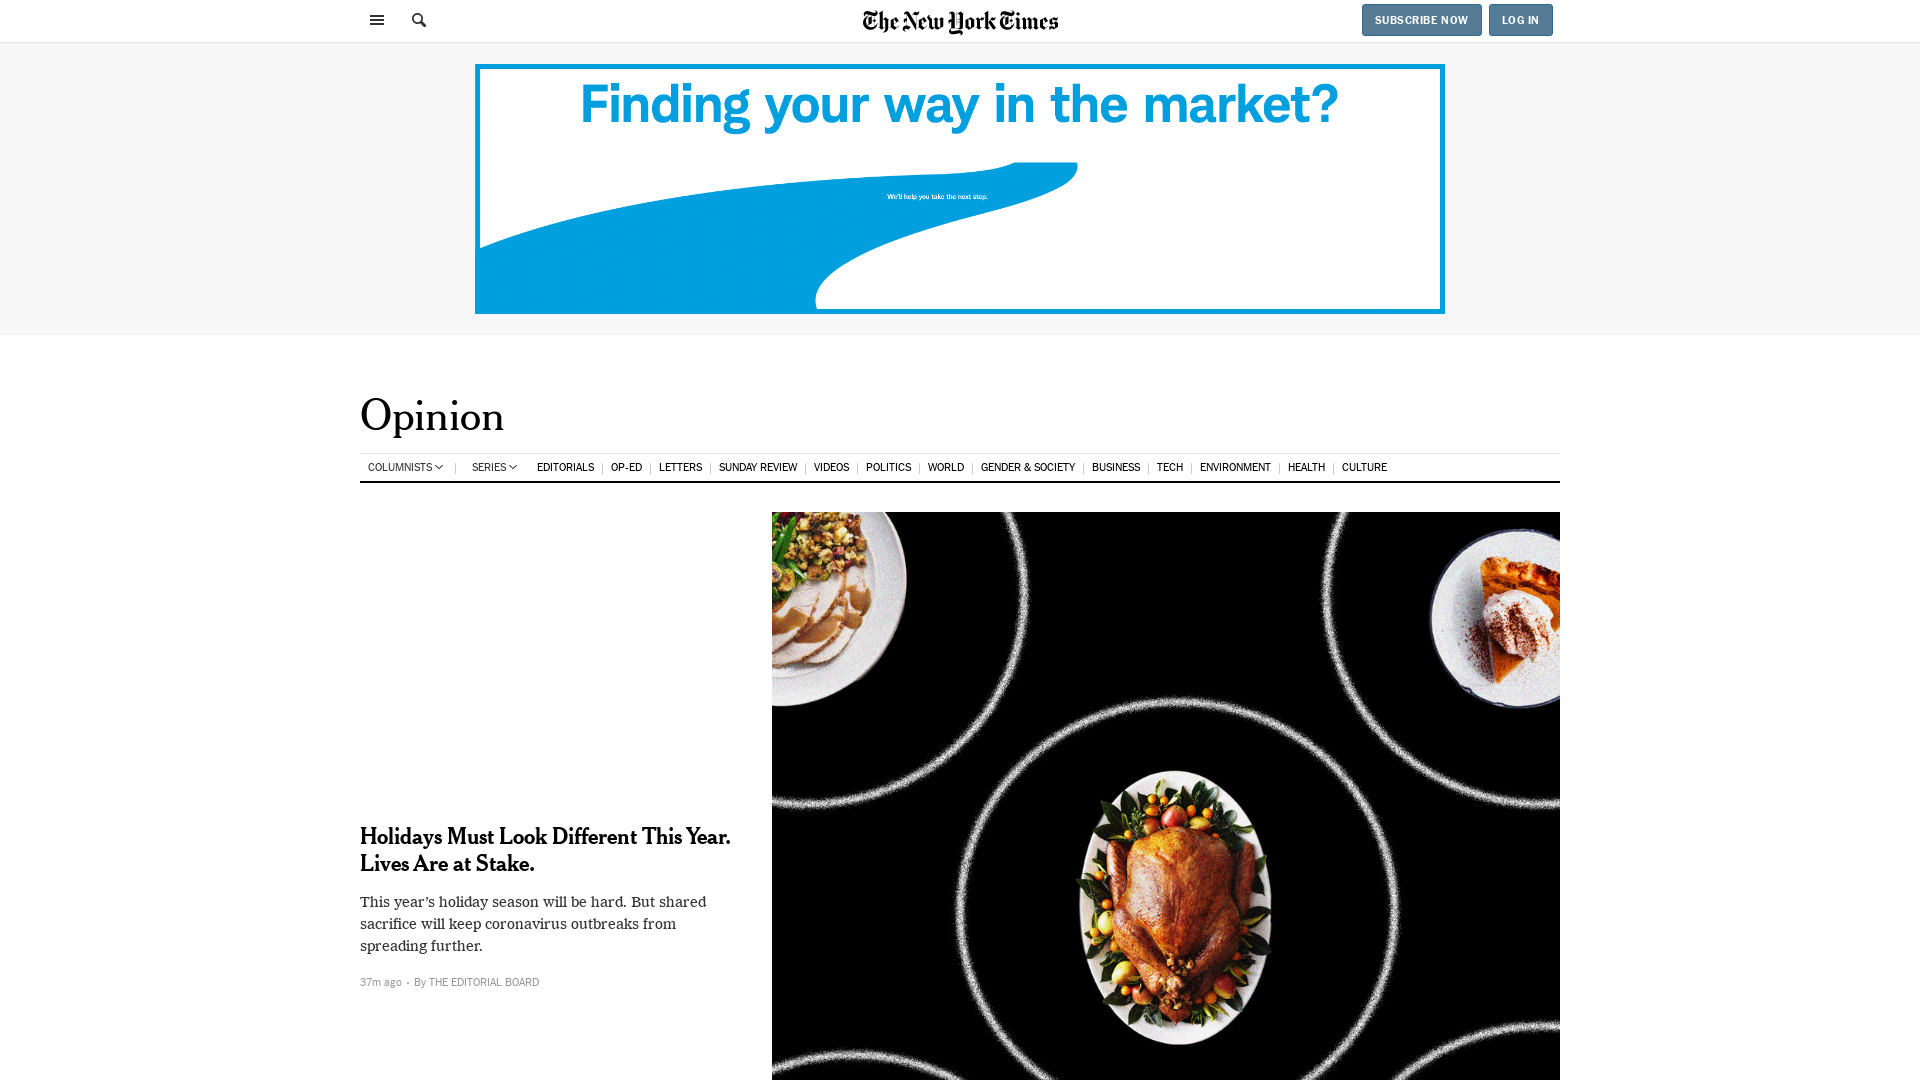 The New York Times
SUBSCRIBE NOW
LOG IN
Finding your way in the market?
We'll help you take the next step.
Opinion
COLUMNISTS SERIES EDITORIALS OP-ED LETTERS SUNDAY REVIEW VIDEOS POLITICS WORLD GENDER & SOCIETY BUSINESS TECH ENVIRONMENT HEALTH CULTURE
Holidays Must Look Different This Year.
Lives Are at Stake.
This year’s holiday season will be hard. But shared
sacrifice will keep coronavirus outbreaks from
spreading further.
37m ago • By THE EDITORIAL BOARD